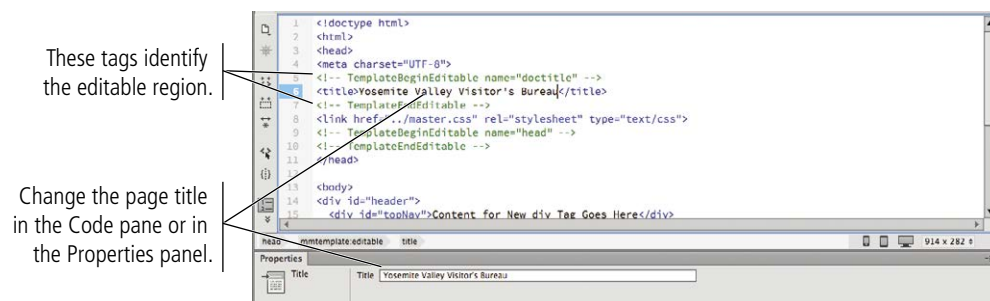 These tags identify
the editable region.
Change the page title
in the Code pane or in
the Properties panel.
1 <!doctype html>
2 <html>
3 <head>
4 <meta charset="UTF-8">
5 <!-- TemplateBeginEditable name="doctitle" -->
6 <title>Yosemite Valley Visitor's Bureau</title>
7 <!-- TemplateEndEditable -->
8 <link href="../master.css" rel="stylesheet" type="text/css">
9 <!-- TemplateBeginEditable name="head" -->
10 <!-- TemplateEndEditable -->
11 </head>
12
13 <body>
14 <div id="header">
15 <div id="topNav">Content for New div Tag Goes Here</div>
head mmtemplate:editable title 914 x 282
Properties
Title Title Yosemite Valley Visitor's Bureau